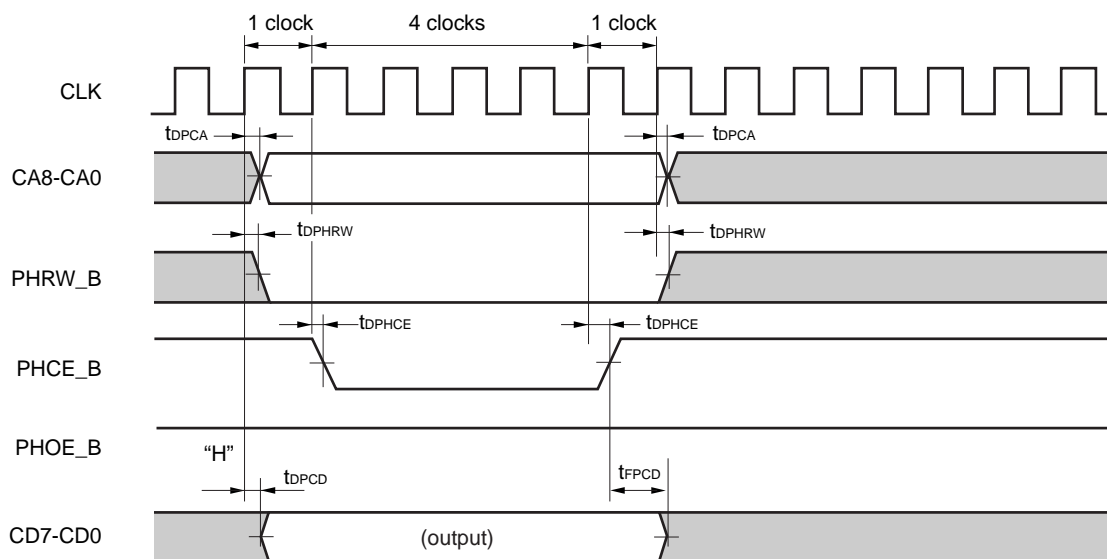 1 clock 4 clocks 1 clock
CLK
tDPCA tDPCA
CA8-CA0
tDPHRW tDPHRW
PHRW_B
tDPHCE tDPHCE
PHCE_B
PHOE_B
“H”
tDPCD tFPCD
CD7-CD0 (output)